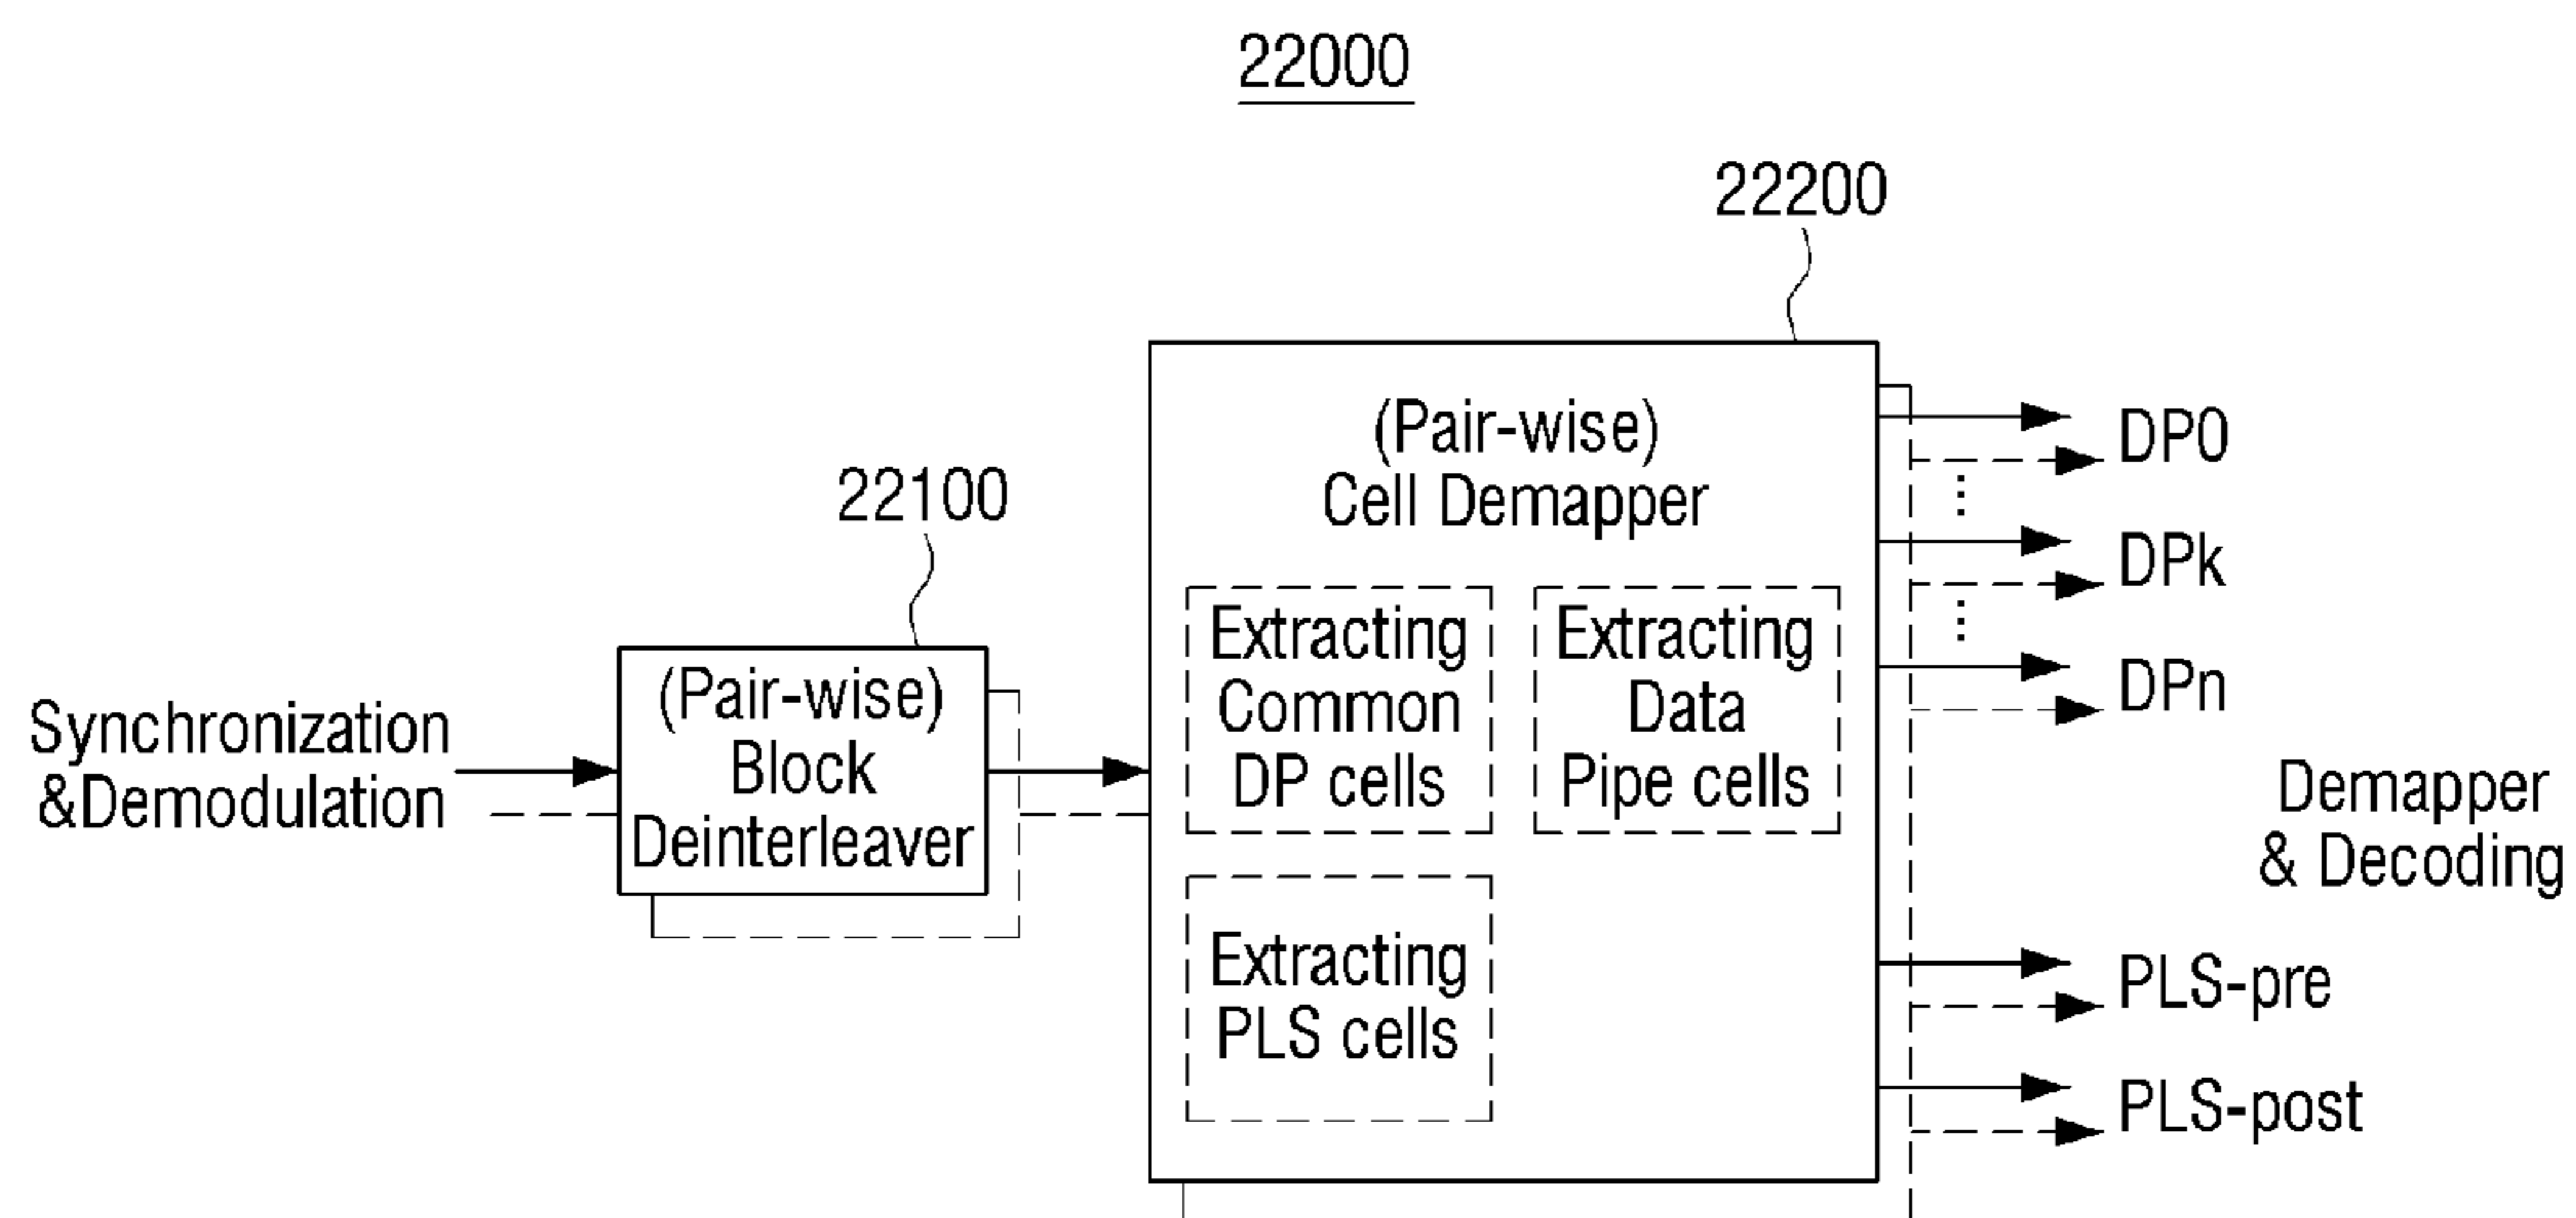 22000
22200
22100
(Pair-wise)
Cell Demapper
Extracting
Common
DP cells
Extracting
Data
Pipe cells
Extracting
PLS cells
(Pair-wise)
Block
Deinterleaver
Synchronization
&Demodulation
DP0
DPk
DPn
Demapper
& Decoding
PLS-pre
PLS-post